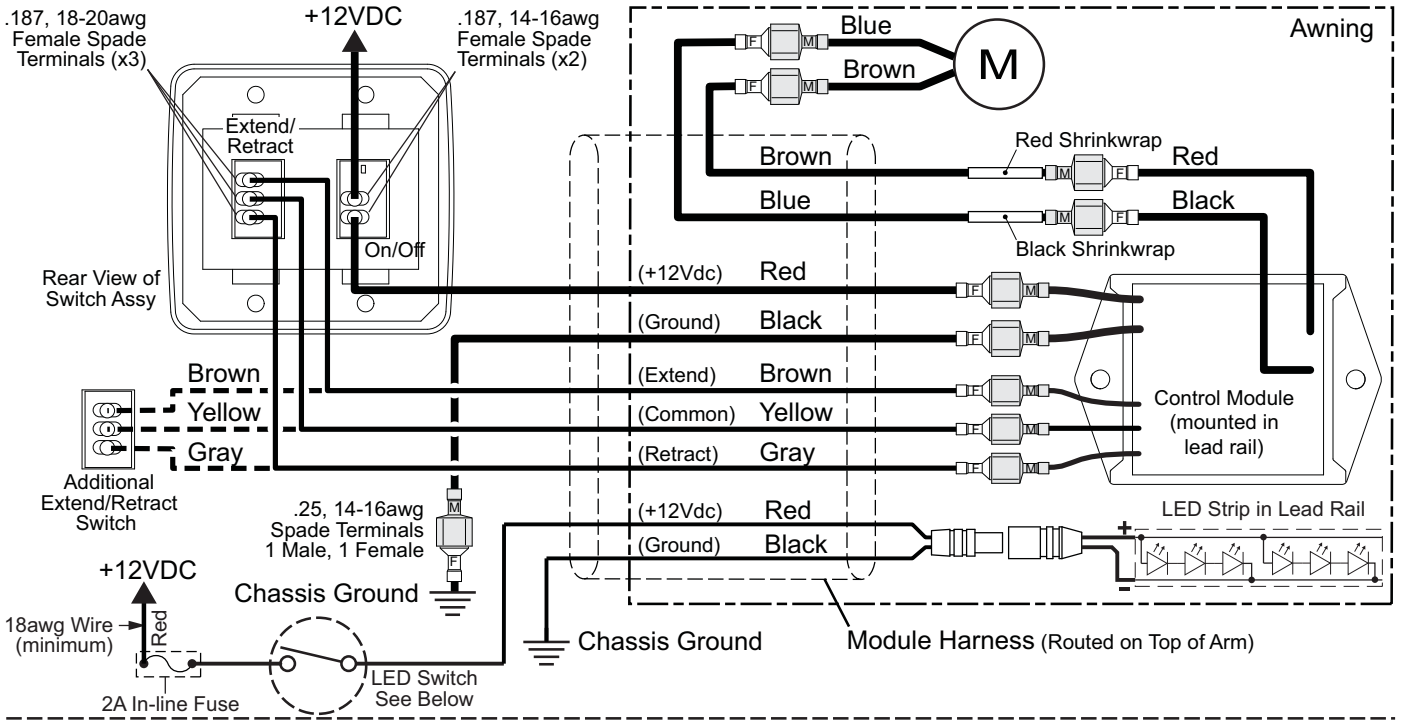 .187, 18-20awg
Female Spade
Terminals (x3)
+12VDC
.187, 14-16awg
Female Spade
Terminals (x2)
Awning
Extend/
Retract
On/Off
Rear View of
Switch Assy
F
M
Blue
F
M
Brown
M
Brown
Red Shrinkwrap
M
F
Red
Blue
Black Shrinkwrap
M
F
Black
(+12Vdc)
Red
F
M
(Ground)
Black
F
M
Brown
(Extend)
Brown
F
M
Yellow
(Common)
Yellow
F
M
Gray
(Retract)
Gray
F
M
Control Module
(mounted in
lead rail)
Additional
Extend/Retract
Switch
.25, 14-16awg
Spade Terminals
1 Male, 1 Female
M
F
Chassis Ground
(+12Vdc)
Red
(Ground)
Black
LED Strip in Lead Rail
+
-
+12VDC
18awg Wire
(minimum)
Red
2A In-line Fuse
LED Switch
See Below
Chassis Ground
Module Harness (Routed on Top of Arm)